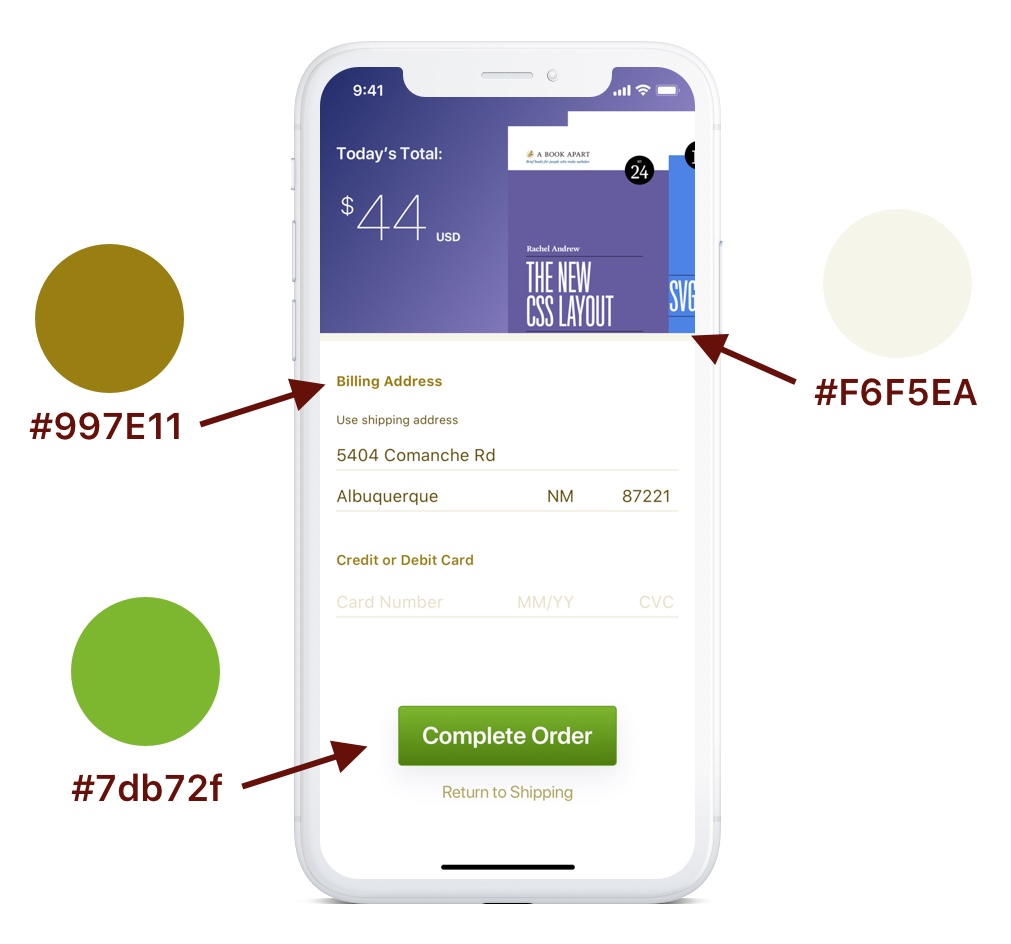 9:41
Today's Total:
$44 USD
A BOOK APART
Brief books for people who make websites
24
Rachel Andrew
THE NEW
CSS LAYOUT
SVG
#997E11
#F6F5EA
Billing Address
Use shipping address
5404 Comanche Rd
Albuquerque NM 87221
Credit or Debit Card
Card Number MM/YY CVC
#7db72f
Complete Order
Return to Shipping